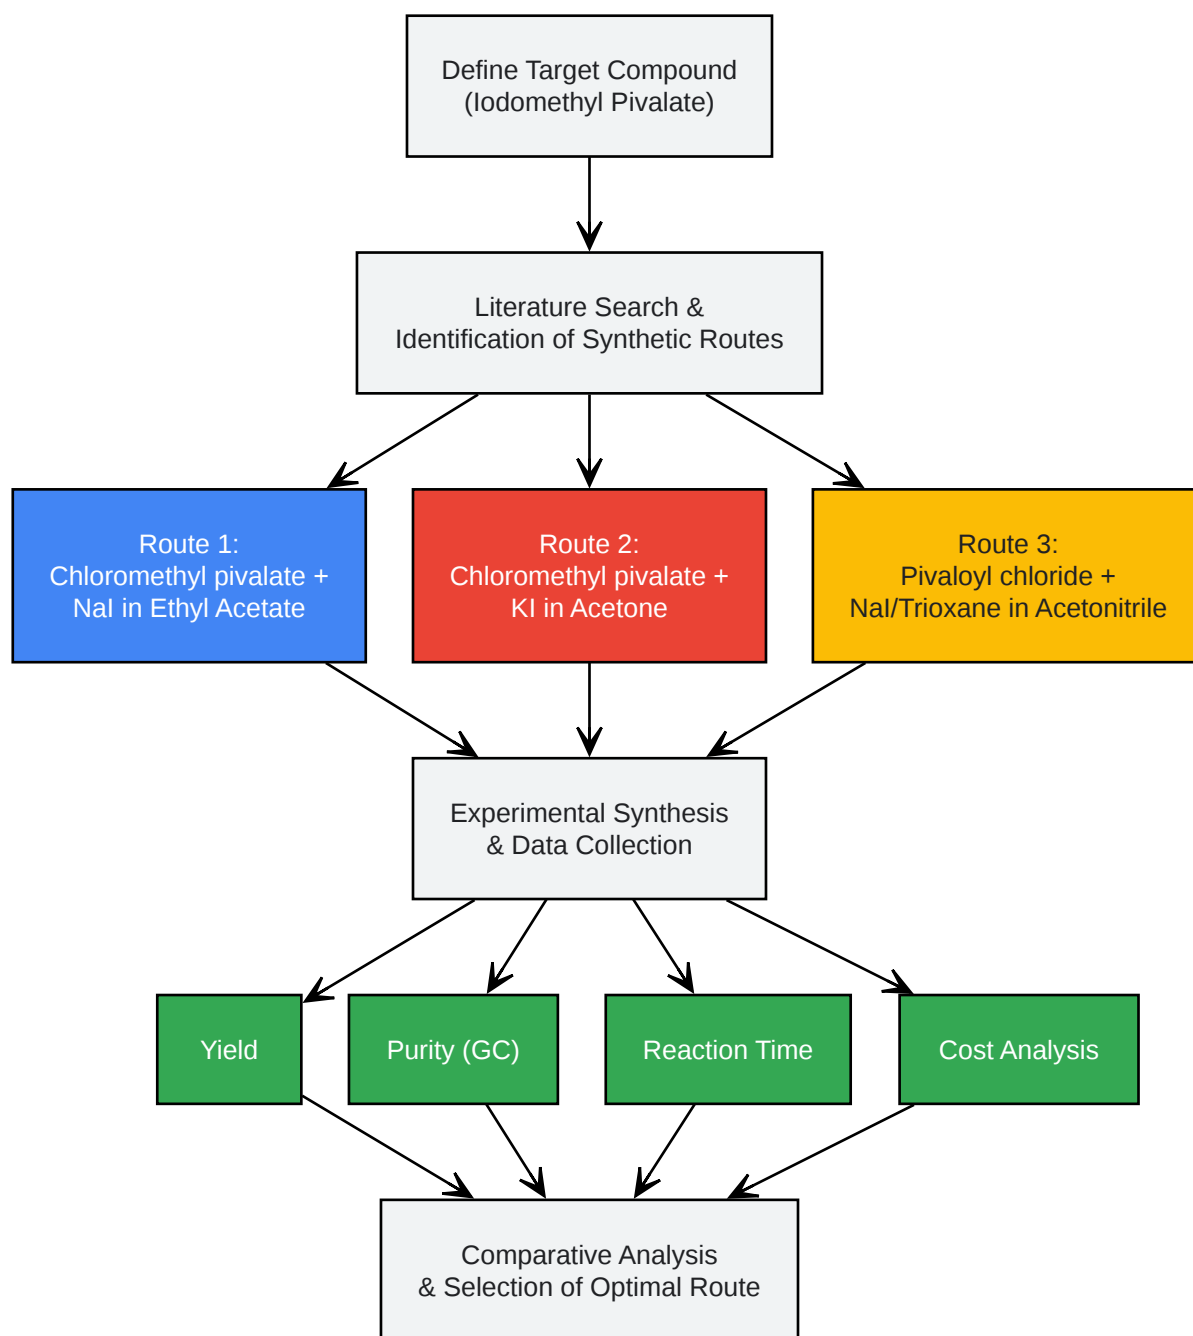 Define Target Compound
(Iodomethyl Pivalate)
Literature Search &
Identification of Synthetic Routes
Route 1:
Chloromethyl pivalate +
NaI in Ethyl Acetate
Route 2:
Chloromethyl pivalate +
KI in Acetone
Route 3:
Pivaloyl chloride +
NaI/Trioxane in Acetonitrile
Experimental Synthesis
& Data Collection
Yield
Purity (GC)
Reaction Time
Cost Analysis
Comparative Analysis
& Selection of Optimal Route